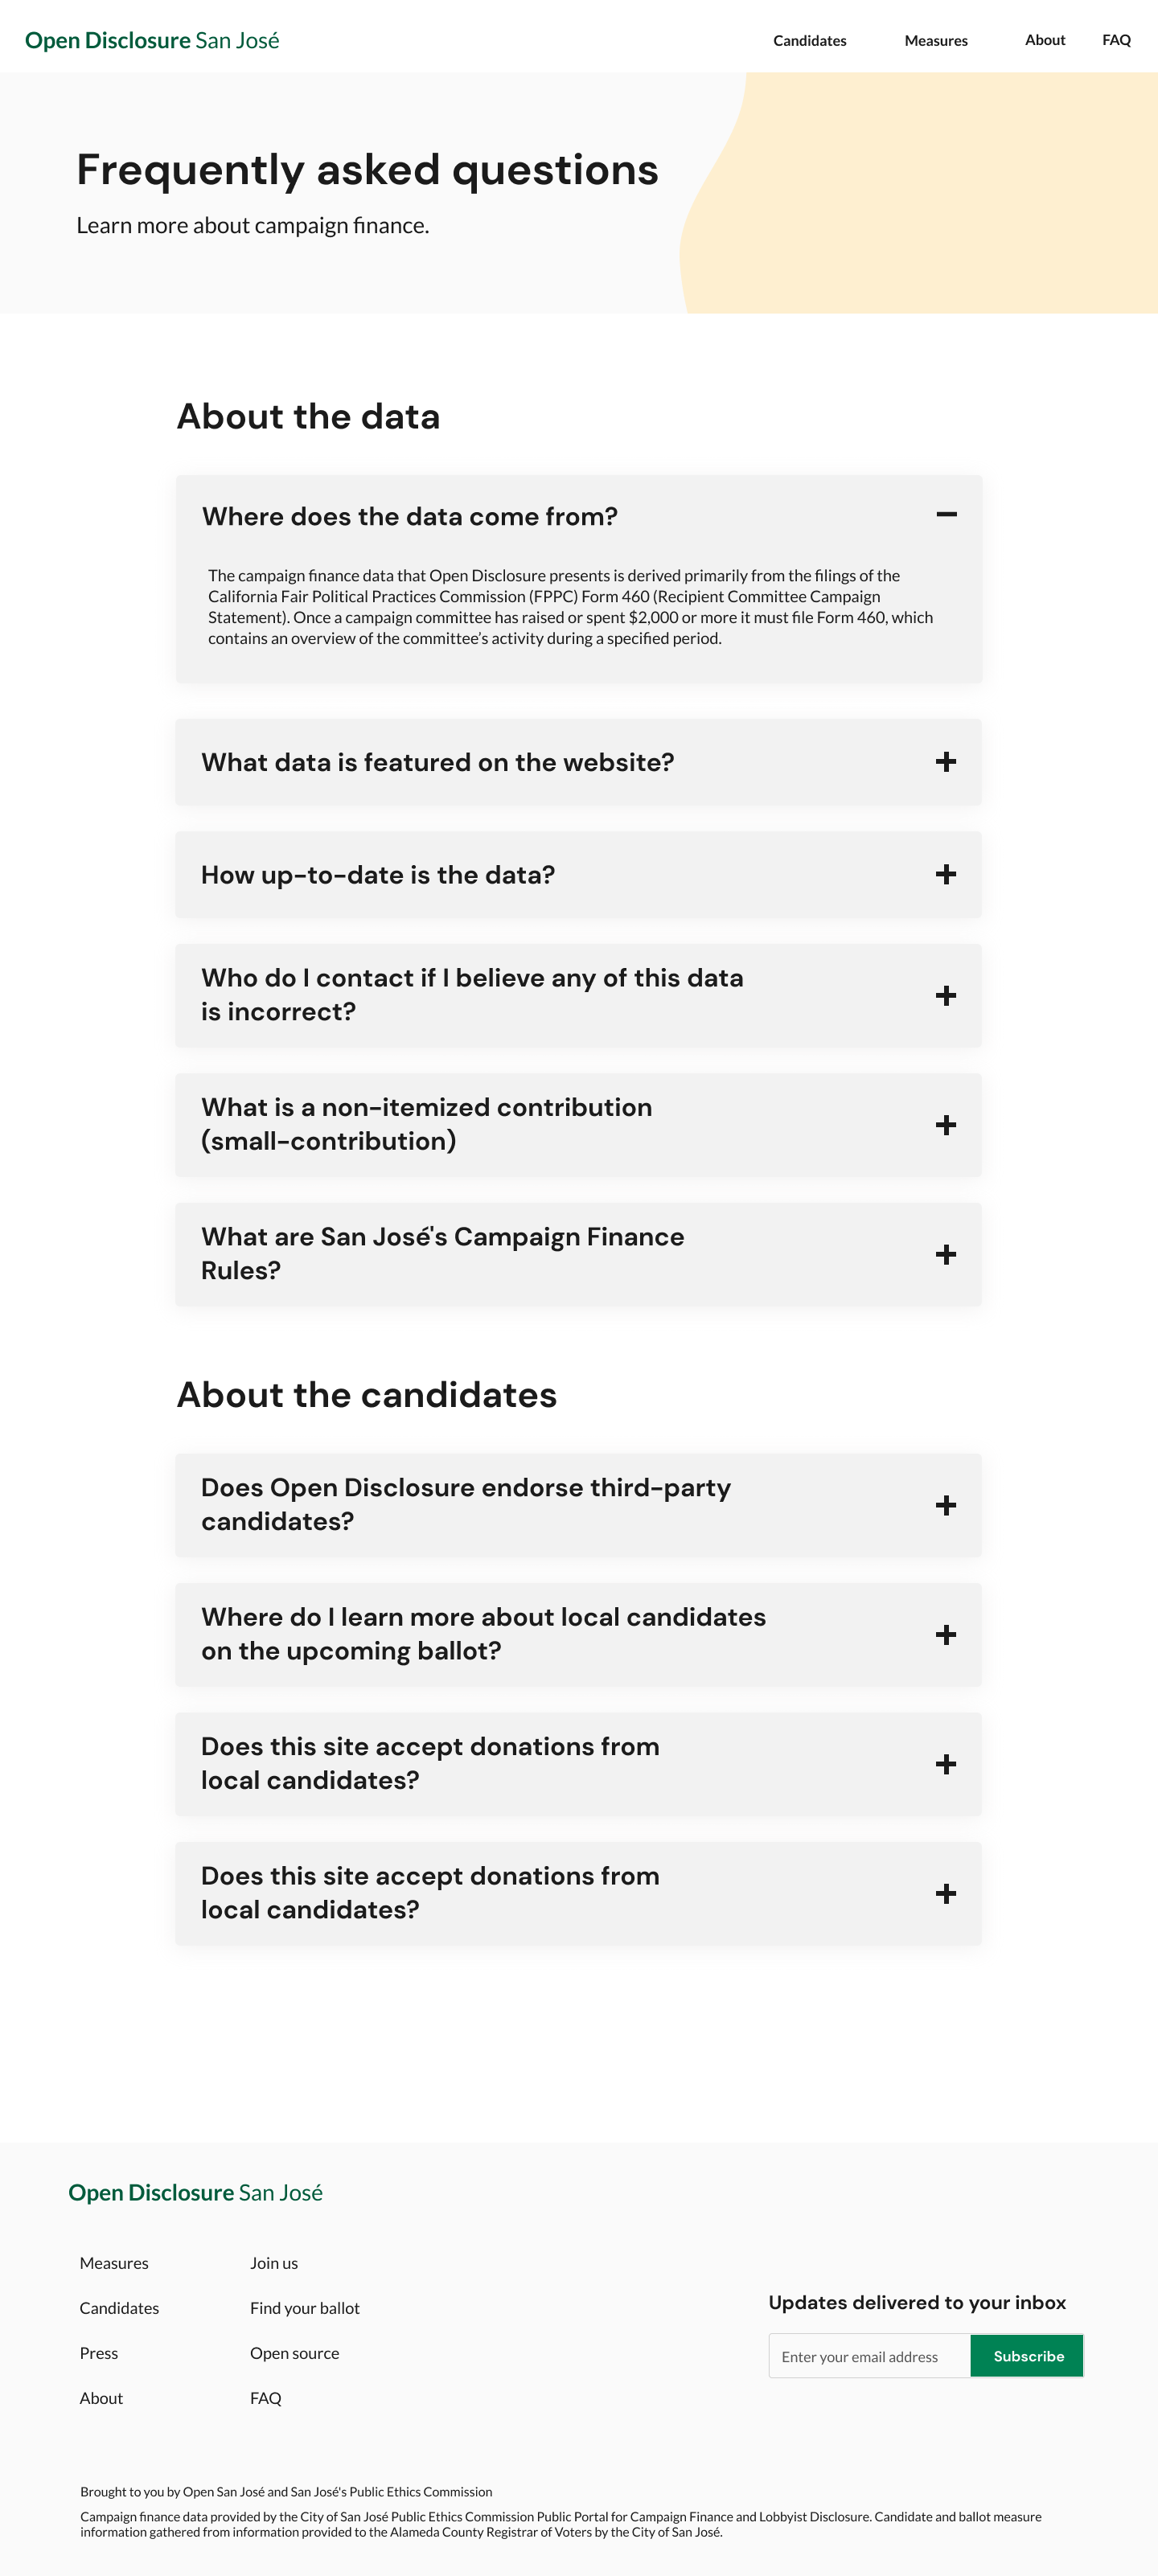 Open Disclosure San José
Candidates
Measures
About
FAQ
Frequently asked questions
Learn more about campaign finance.
About the data
Where does the data come from?
The campaign finance data that Open Disclosure presents is derived primarily from the filings of the
California Fair Political Practices Commission (FPPC) Form 460 (Recipient Committee Campaign
Statement). Once a campaign committee has raised or spent $2,000 or more it must file Form 460, which
contains an overview of the committee’s activity during a specified period.
What data is featured on the website?
How up-to-date is the data?
Who do I contact if I believe any of this data
is incorrect?
What is a non-itemized contribution
(small-contribution)
What are San José's Campaign Finance
Rules?
About the candidates
Does Open Disclosure endorse third-party
candidates?
Where do I learn more about local candidates
on the upcoming ballot?
Does this site accept donations from
local candidates?
Does this site accept donations from
local candidates?
Open Disclosure San José
Measures
Candidates
Press
About
Join us
Find your ballot
Open source
FAQ
Updates delivered to your inbox
Enter your email address
Subscribe
Brought to you by Open San José and San José's Public Ethics Commission
Campaign finance data provided by the City of San José Public Ethics Commission Public Portal for Campaign Finance and Lobbyist Disclosure. Candidate and ballot measure
information gathered from information provided to the Alameda County Registrar of Voters by the City of San José.